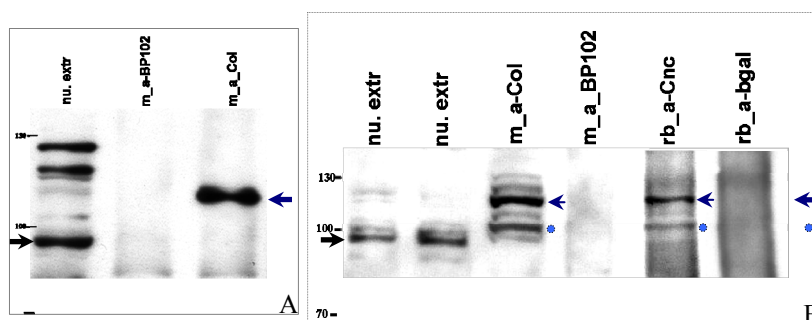 nu. extr
m_a-BP102
m_a_Col
130
100
A
nu. extr
nu. extr
m_a-Col
m_a_BP102
rb_a-Cnc
rb_a-bgal
130
100
70